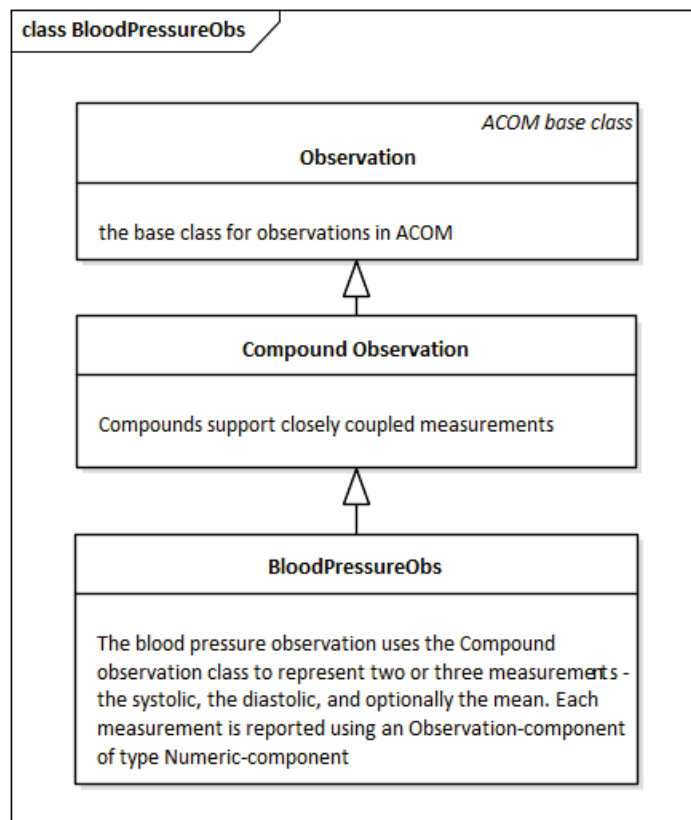 class BloodPressureObs
ACOM base class
Observation
the base class for observations in ACOM
Compound Observation
Compounds support closely coupled measurements
BloodPressureObs
The blood pressure observation uses the Compound
observation class to represent two or three measurements -
the systolic, the diastolic, and optionally the mean. Each
measurement is reported using an Observation-component
of type Numeric-component